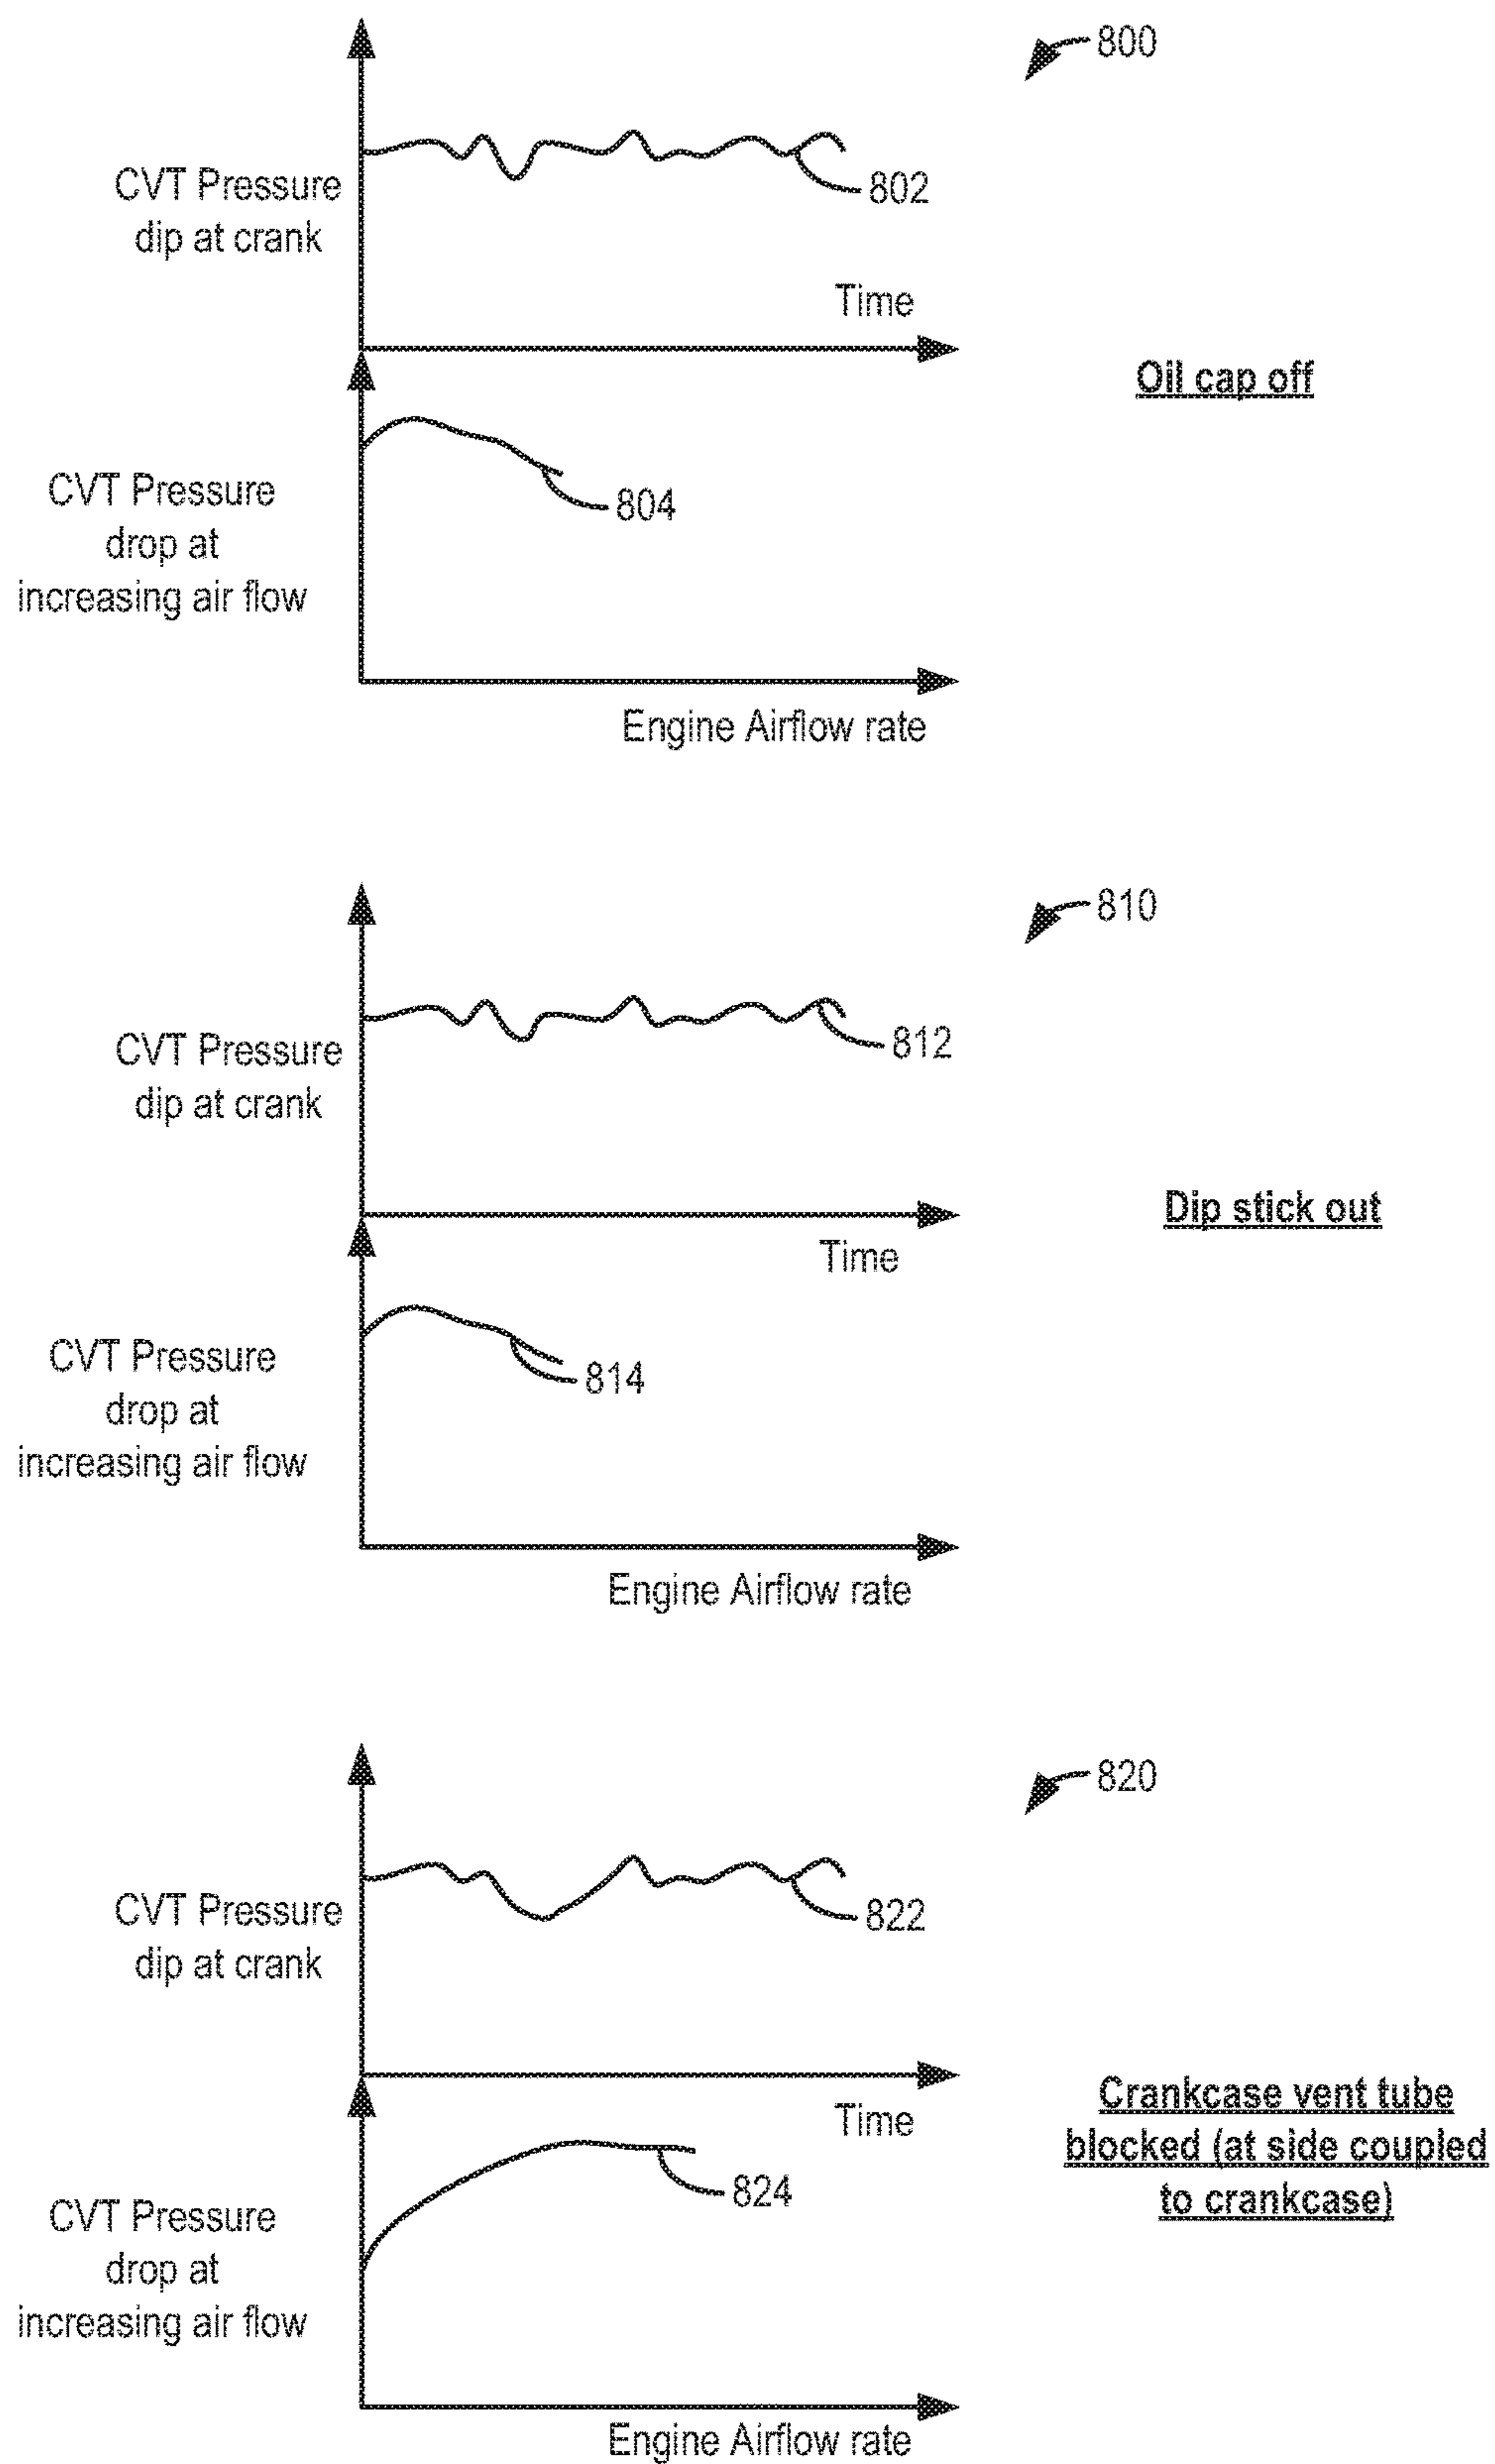 800
CVT Pressure
dip at crank
802
Time
Oil cap off
CVT Pressure
drop at
increasing air flow
804
Engine Airflow rate
810
CVT Pressure
dip at crank
812
Time
Dip stick out
CVT Pressure
drop at
increasing air flow
814
Engine Airflow rate
820
CVT Pressure
dip at crank
822
Time
Crankcase vent tube
blocked (at side coupled
to crankcase)
CVT Pressure
drop at
increasing air flow
824
Engine Airflow rate